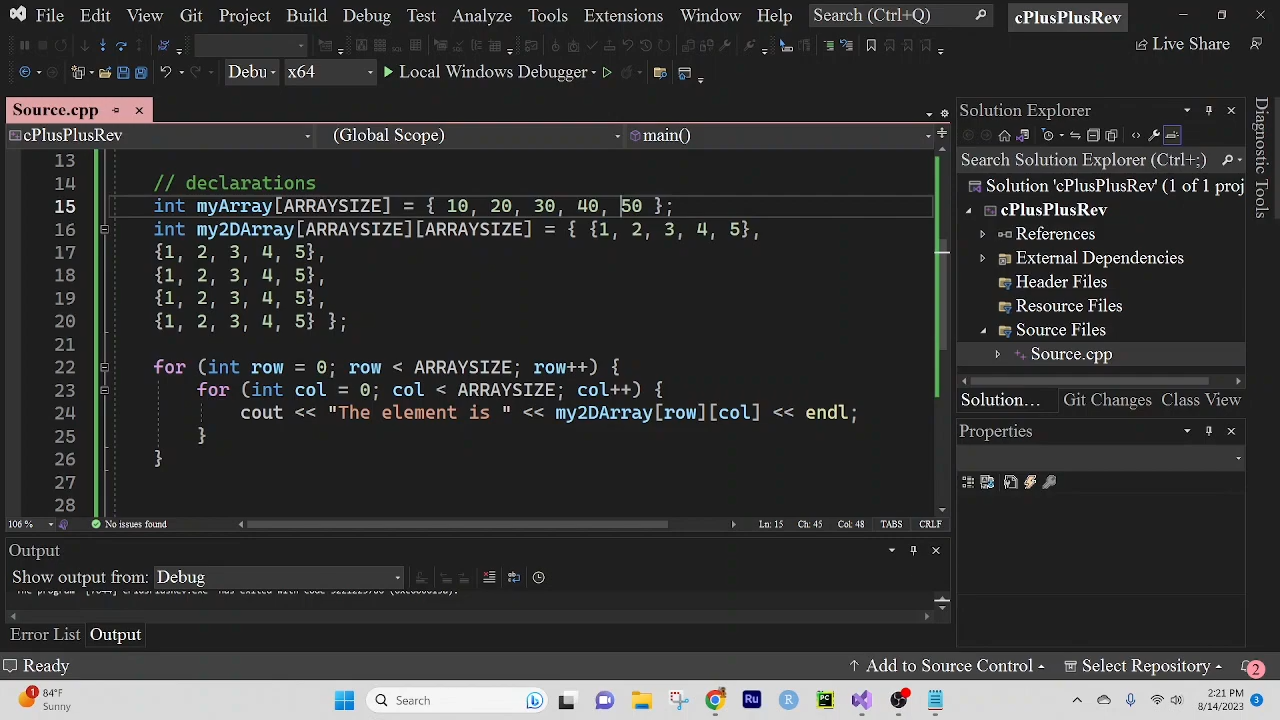 File Edit View Git Project Build Debug Test Analyze Tools Extensions Window Help Search (Ctrl+Q) cPlusPlusRev
Live Share
Debu x64 Local Windows Debugger
Source.cpp
cPlusPlusRev (Global Scope) main()
13
14 // declarations
15 int myArray[ARRAYSIZE] = { 10, 20, 30, 40, 50 };
16 int my2DArray[ARRAYSIZE][ARRAYSIZE] = { {1, 2, 3, 4, 5},
17 {1, 2, 3, 4, 5},
18 {1, 2, 3, 4, 5},
19 {1, 2, 3, 4, 5},
20 {1, 2, 3, 4, 5} };
21
22 for (int row = 0; row < ARRAYSIZE; row++) {
23 for (int col = 0; col < ARRAYSIZE; col++) {
24 cout << "The element is " << my2DArray[row][col] << endl;
25 }
26 }
27
28
106 % No issues found Ln: 15 Ch: 45 Col: 48 TABS CRLF
Output
Show output from: Debug
Error List Output
Solution Explorer
Search Solution Explorer (Ctrl+;)
Solution 'cPlusPlusRev' (1 of 1 proj
cPlusPlusRev
References
External Dependencies
Header Files
Resource Files
Source Files
Source.cpp
Solution... Git Changes Class View
Properties
Diagnostic Tools
Ready Add to Source Control Select Repository 2
1 84°F
Sunny
Search
Ru R PC
2:21 PM
8/14/2023 3